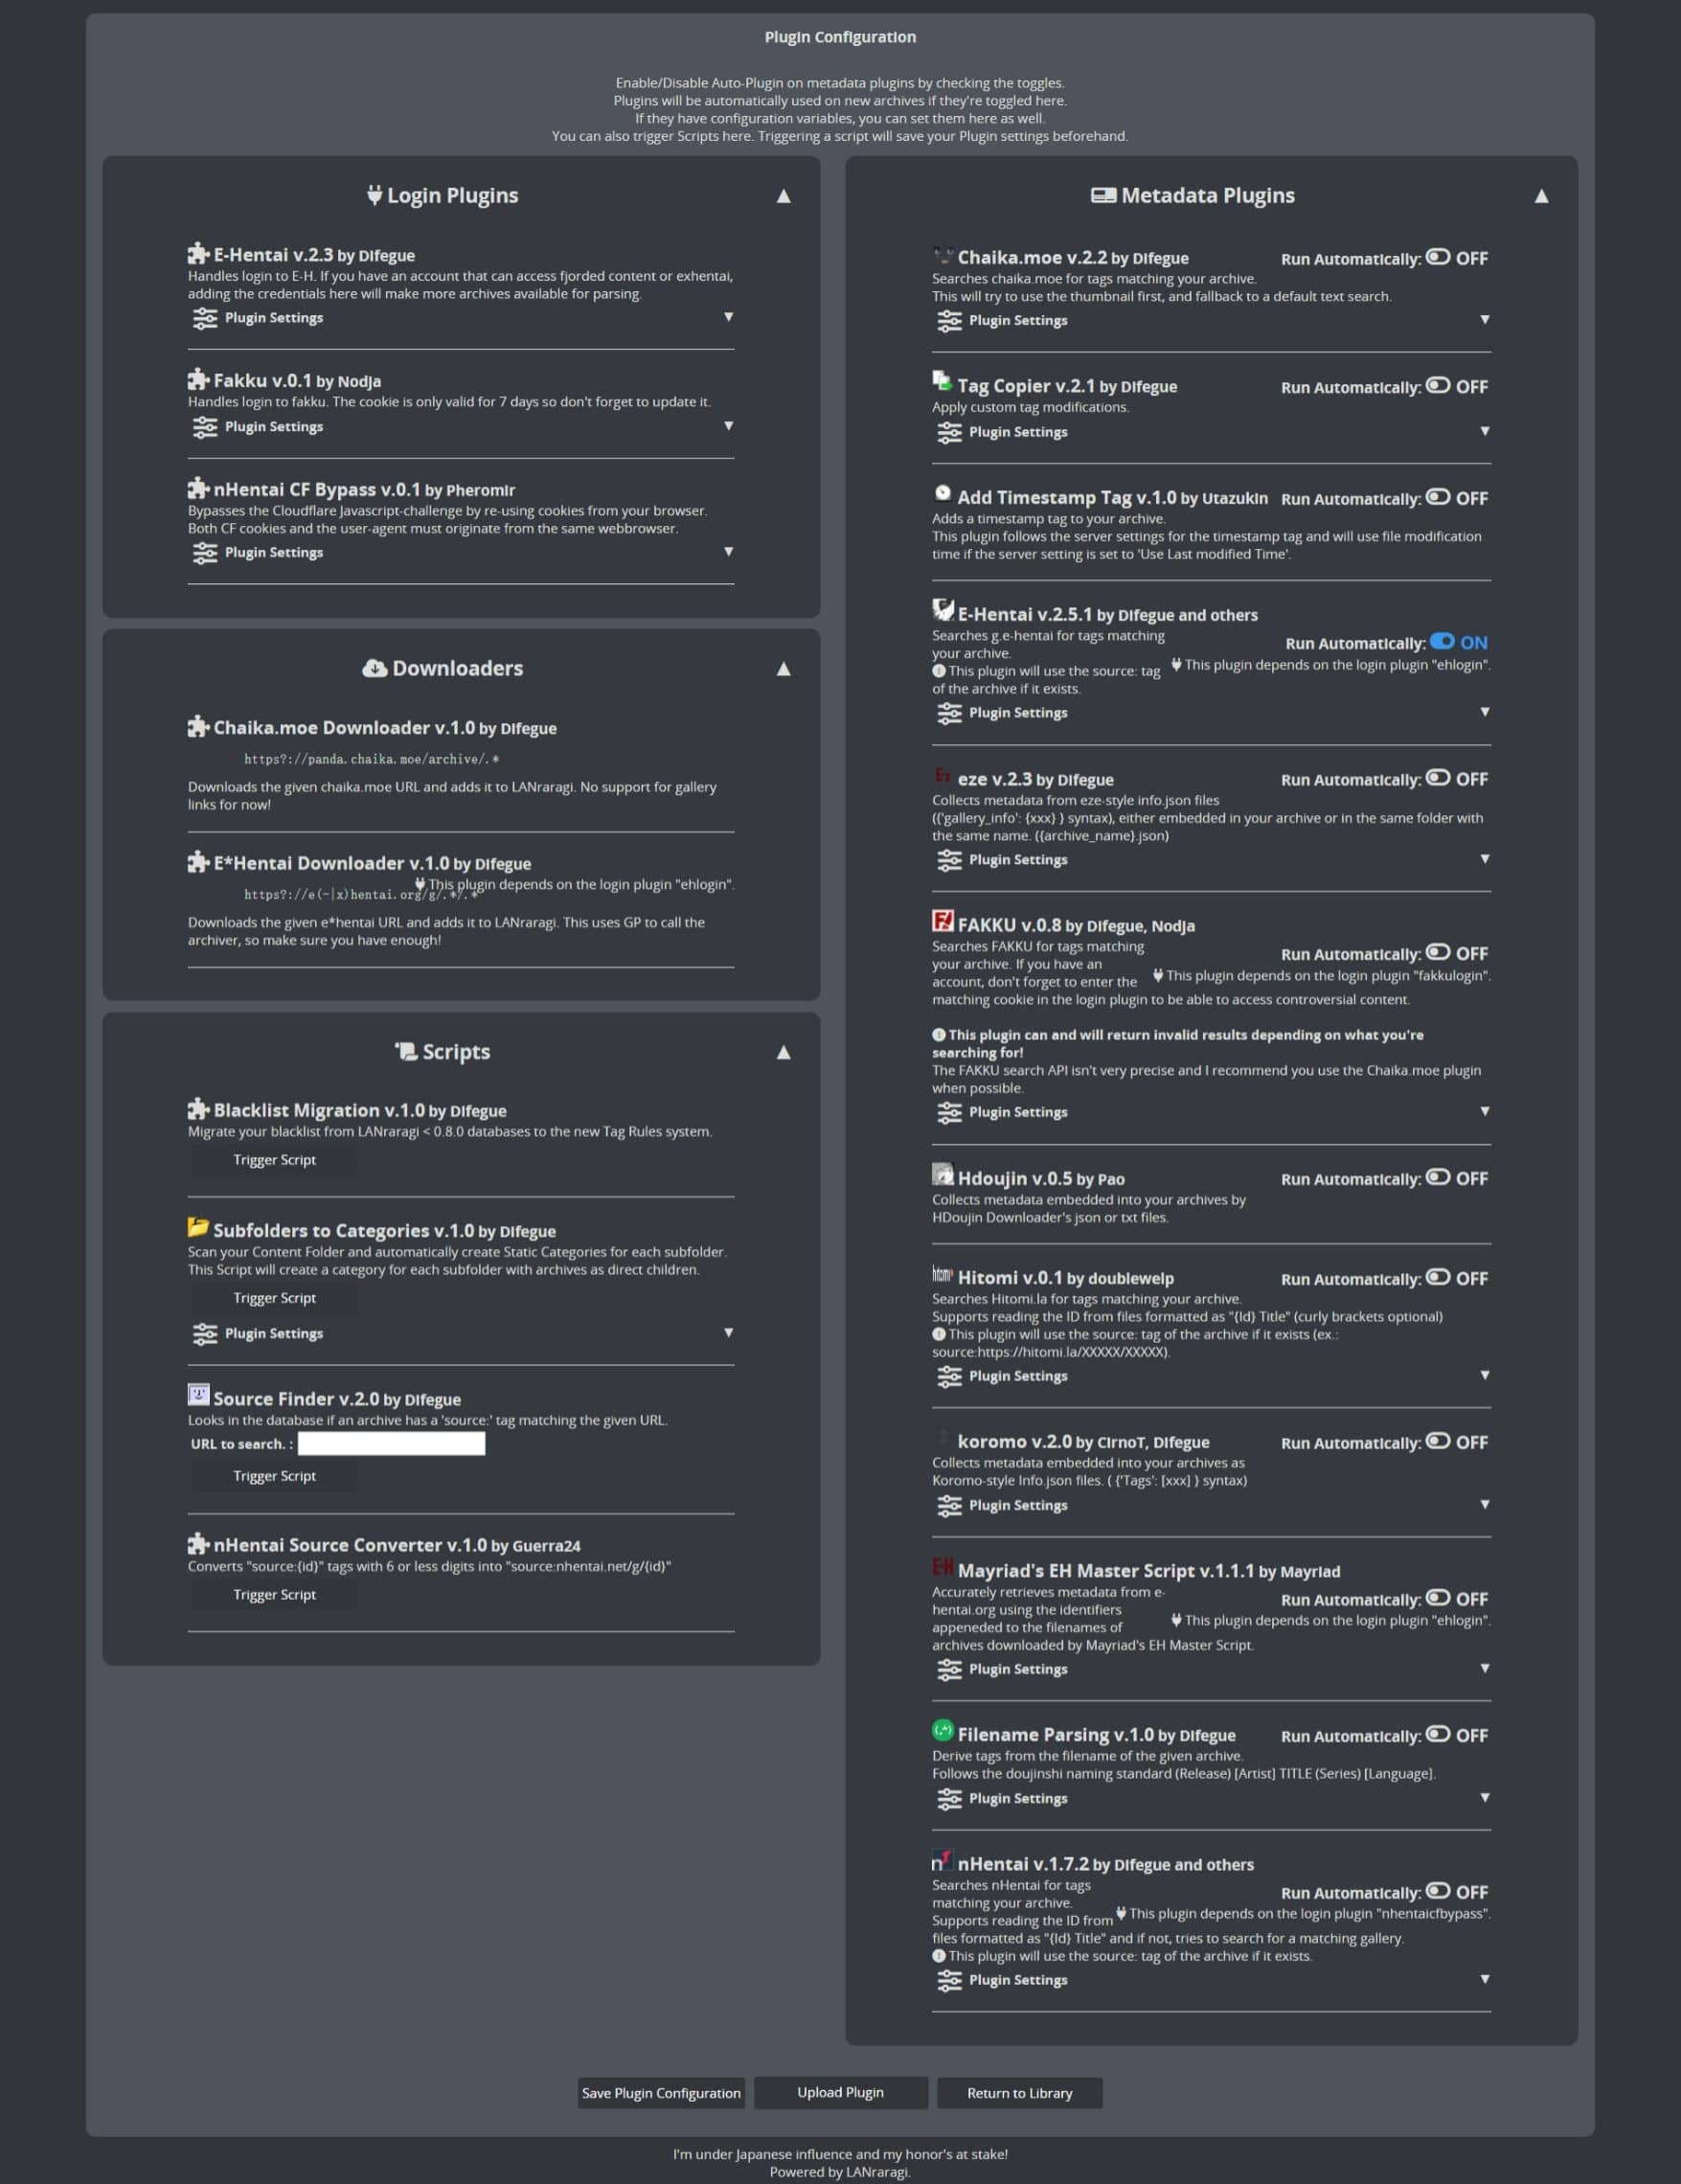 Plugin Configuration
Enable/Disable Auto-Plugin on metadata plugins by checking the toggles.
Plugins will be automatically used on new archives if they're toggled here.
If they have configuration variables, you can set them here as well.
You can also trigger Scripts here. Triggering a script will save your Plugin settings beforehand.
Login Plugins ▲
E-Hentai v.2.3 by Difegue
Handles login to E-H. If you have an account that can access fjorded content or exhentai,
adding the credentials here will make more archives available for parsing.
Plugin Settings ▼
Fakku v.0.1 by Nodja
Handles login to fakku. The cookie is only valid for 7 days so don't forget to update it.
Plugin Settings ▼
nHentai CF Bypass v.0.1 by Pheromir
Bypasses the Cloudflare Javascript-challenge by re-using cookies from your browser.
Both CF cookies and the user-agent must originate from the same webbrowser.
Plugin Settings ▼
Downloaders ▲
Chaika.moe Downloader v.1.0 by Difegue
https?://panda.chaika.moe/archive/.*
Downloads the given chaika.moe URL and adds it to LANraragi. No support for gallery
links for now!
E*Hentai Downloader v.1.0 by Difegue
This plugin depends on the login plugin "ehlogin".
https?://e(-|x)hentai.org/g/.*/.*
Downloads the given e*hentai URL and adds it to LANraragi. This uses GP to call the
archiver, so make sure you have enough!
Scripts ▲
Blacklist Migration v.1.0 by Difegue
Migrate your blacklist from LANraragi < 0.8.0 databases to the new Tag Rules system.
Trigger Script
Subfolders to Categories v.1.0 by Difegue
Scan your Content Folder and automatically create Static Categories for each subfolder.
This Script will create a category for each subfolder with archives as direct children.
Trigger Script
Plugin Settings ▼
Source Finder v.2.0 by Difegue
Looks in the database if an archive has a 'source:' tag matching the given URL.
URL to search. :
Trigger Script
nHentai Source Converter v.1.0 by Guerra24
Converts "source:{id}" tags with 6 or less digits into "source:nhentai.net/g/{id}"
Trigger Script
Metadata Plugins ▲
Chaika.moe v.2.2 by Difegue Run Automatically: OFF
Searches chaika.moe for tags matching your archive.
This will try to use the thumbnail first, and fallback to a default text search.
Plugin Settings ▼
Tag Copier v.2.1 by Difegue Run Automatically: OFF
Apply custom tag modifications.
Plugin Settings ▼
Add Timestamp Tag v.1.0 by Utazukin Run Automatically: OFF
Adds a timestamp tag to your archive.
This plugin follows the server settings for the timestamp tag and will use file modification
time if the server setting is set to 'Use Last modified Time'.
E-Hentai v.2.5.1 by Difegue and others
Run Automatically: ON
This plugin depends on the login plugin "ehlogin".
Searches g.e-hentai for tags matching
your archive.
This plugin will use the source: tag
of the archive if it exists.
Plugin Settings ▼
eze v.2.3 by Difegue Run Automatically: OFF
Collects metadata from eze-style info.json files
({'gallery_info': {xxx} } syntax), either embedded in your archive or in the same folder with
the same name. ({archive_name}.json)
Plugin Settings ▼
FAKKU v.0.8 by Difegue, Nodja
Run Automatically: OFF
This plugin depends on the login plugin "fakkulogin".
Searches FAKKU for tags matching
your archive. If you have an
account, don't forget to enter the
matching cookie in the login plugin to be able to access controversial content.
This plugin can and will return invalid results depending on what you're
searching for!
The FAKKU search API isn't very precise and I recommend you use the Chaika.moe plugin
when possible.
Plugin Settings ▼
Hdoujin v.0.5 by Pao Run Automatically: OFF
Collects metadata embedded into your archives by
HDoujin Downloader's json or txt files.
hitomi Hitomi v.0.1 by doublewelp Run Automatically: OFF
Searches Hitomi.la for tags matching your archive.
Supports reading the ID from files formatted as "{Id} Title" (curly brackets optional)
This plugin will use the source: tag of the archive if it exists (ex.:
source:https://hitomi.la/XXXXX/XXXXX).
Plugin Settings ▼
koromo v.2.0 by CirnoT, Difegue Run Automatically: OFF
Collects metadata embedded into your archives as
Koromo-style Info.json files. ( {'Tags': [xxx] } syntax)
Plugin Settings ▼
EH Mayriad's EH Master Script v.1.1.1 by Mayriad
Run Automatically: OFF
This plugin depends on the login plugin "ehlogin".
Accurately retrieves metadata from e-
hentai.org using the identifiers
appeneded to the filenames of
archives downloaded by Mayriad's EH Master Script.
Plugin Settings ▼
(.*) Filename Parsing v.1.0 by Difegue Run Automatically: OFF
Derive tags from the filename of the given archive.
Follows the doujinshi naming standard (Release) [Artist] TITLE (Series) [Language].
Plugin Settings ▼
n nHentai v.1.7.2 by Difegue and others
Run Automatically: OFF
This plugin depends on the login plugin "nhentaicfbypass".
Searches nHentai for tags
matching your archive.
Supports reading the ID from
files formatted as "{Id} Title" and if not, tries to search for a matching gallery.
This plugin will use the source: tag of the archive if it exists.
Plugin Settings ▼
Save Plugin Configuration Upload Plugin Return to Library
I'm under Japanese influence and my honor's at stake!
Powered by LANraragi.